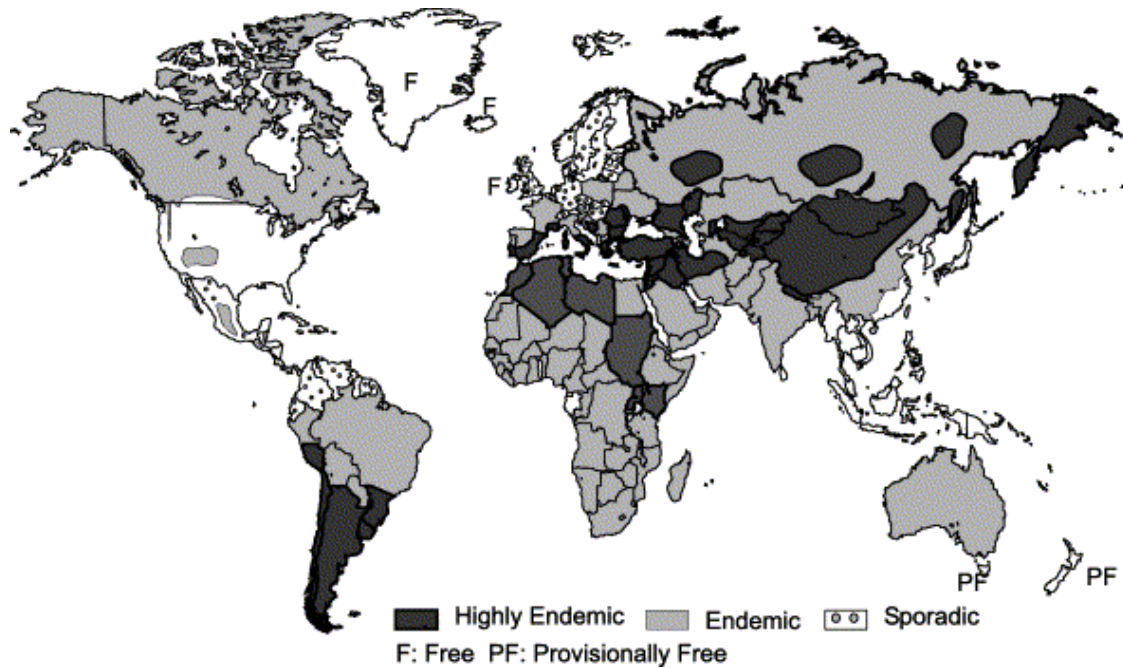 F
F
F
PF
PF
Highly Endemic Endemic Sporadic
F: Free PF: Provisionally Free